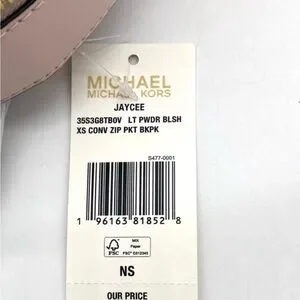 MICHAEL
MICHAEL KORS
JAYCEE
35S3G8TB0V LT PWDR BLSH
XS CONV ZIP PKT BKPK
S477-0001
1 96163 81852 8
FSC
MIX
Paper
NS
OUR PRICE